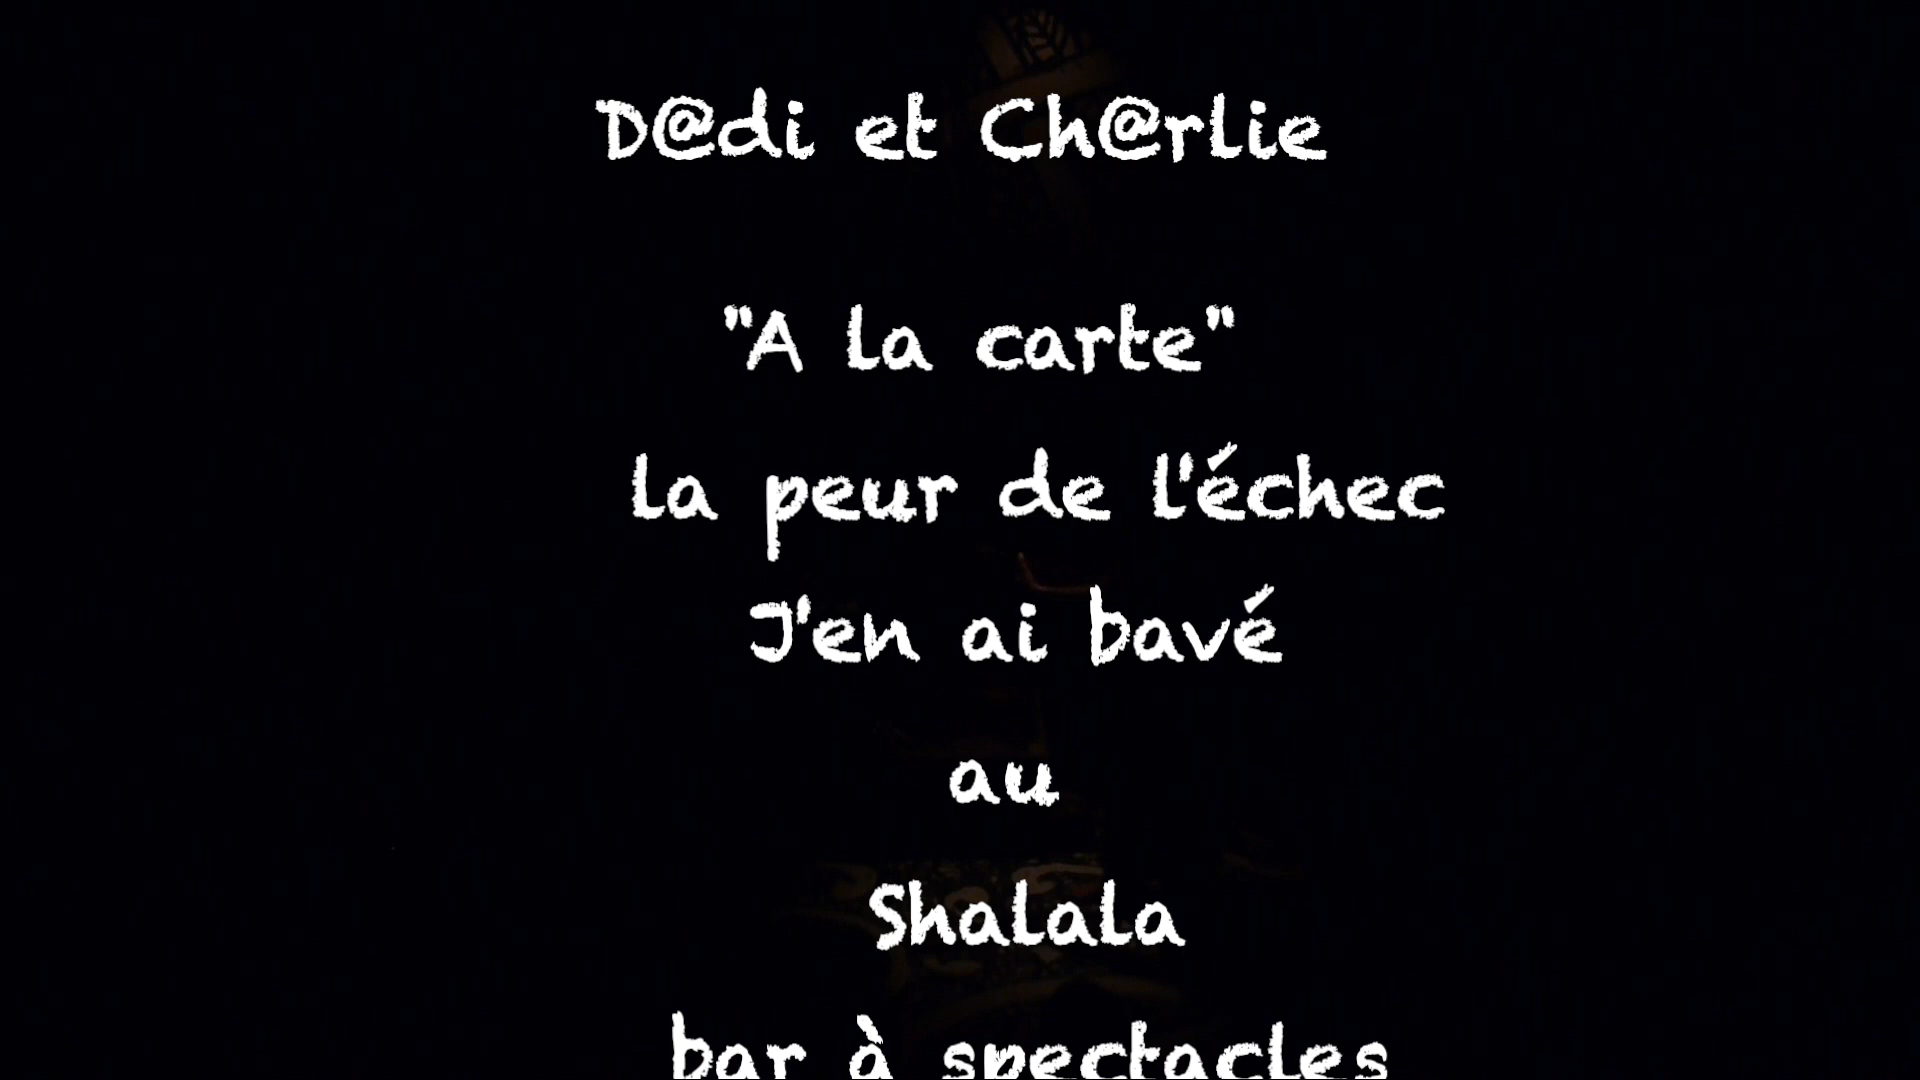 D@di et Ch@rlie
"A la carte"
la peur de l'échec
J'en ai bavé
au
Shalala
bar à spectacles